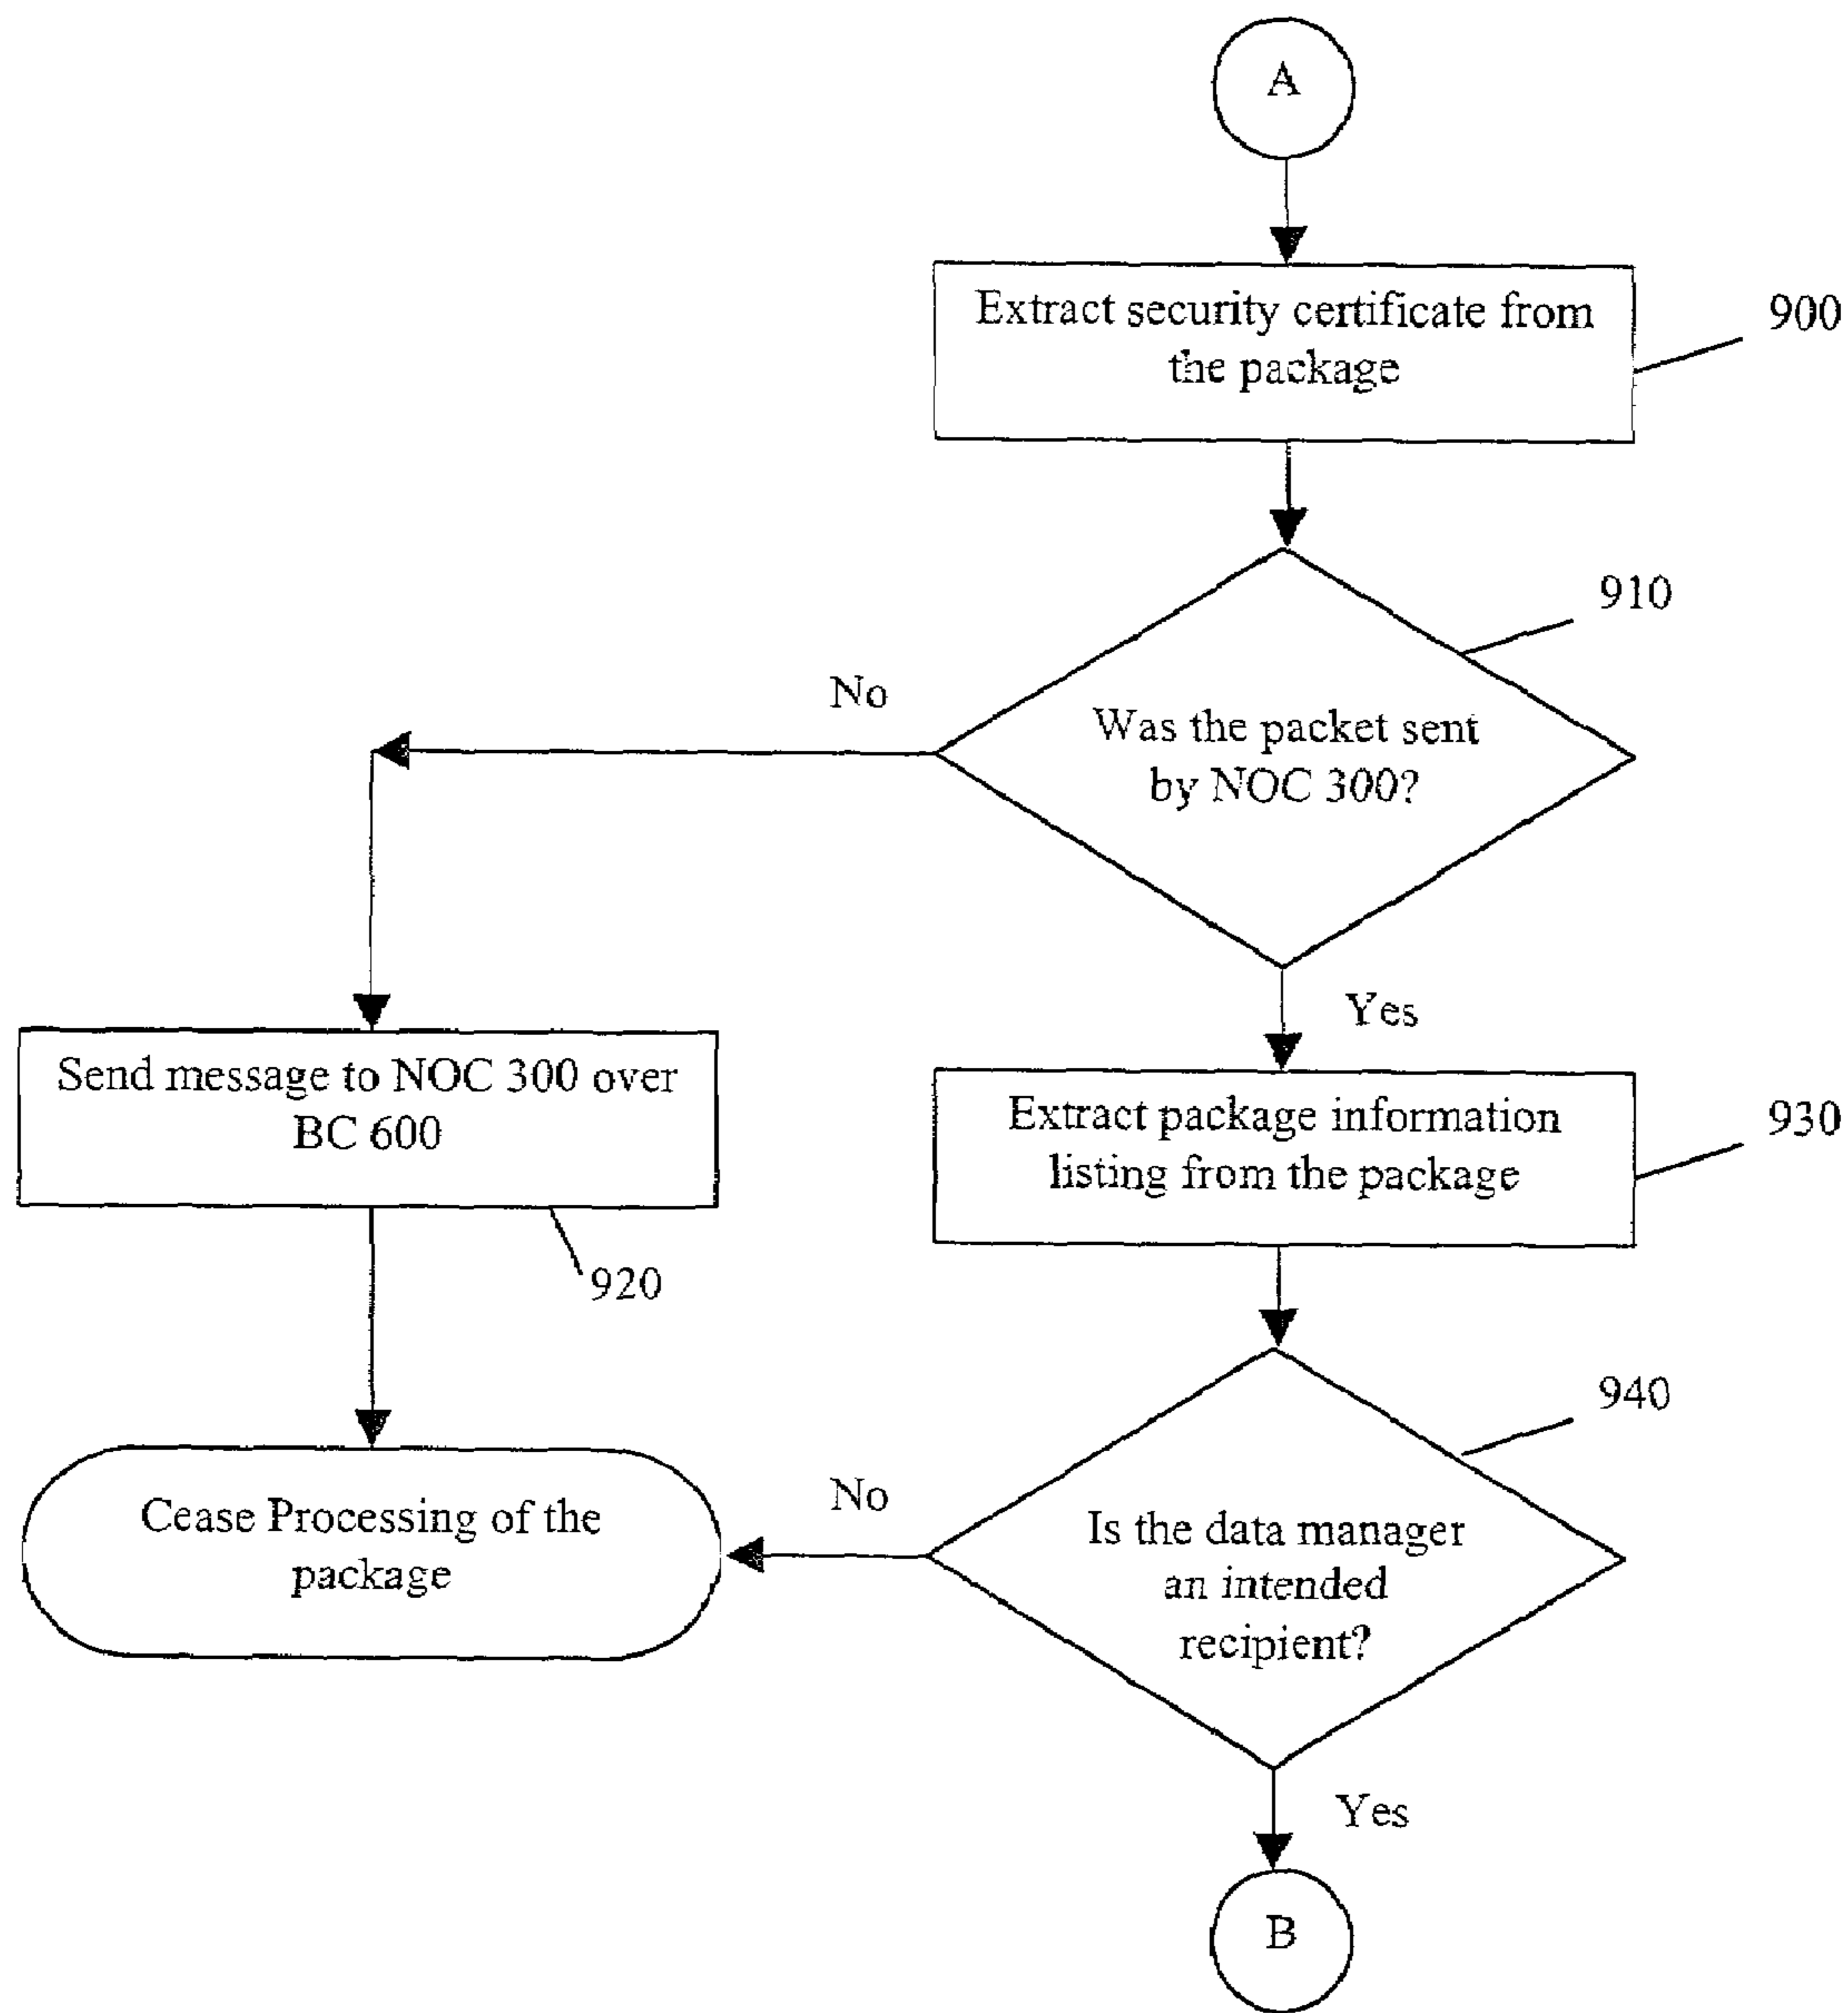 A
Extract security certificate from
the package
900
910
No
Was the packet sent
by NOC 300?
Yes
Send message to NOC 300 over
BC 600
920
Extract package information
listing from the package
930
940
No
Is the data manager
an intended
recipient?
Cease Processing of the
package
Yes
B